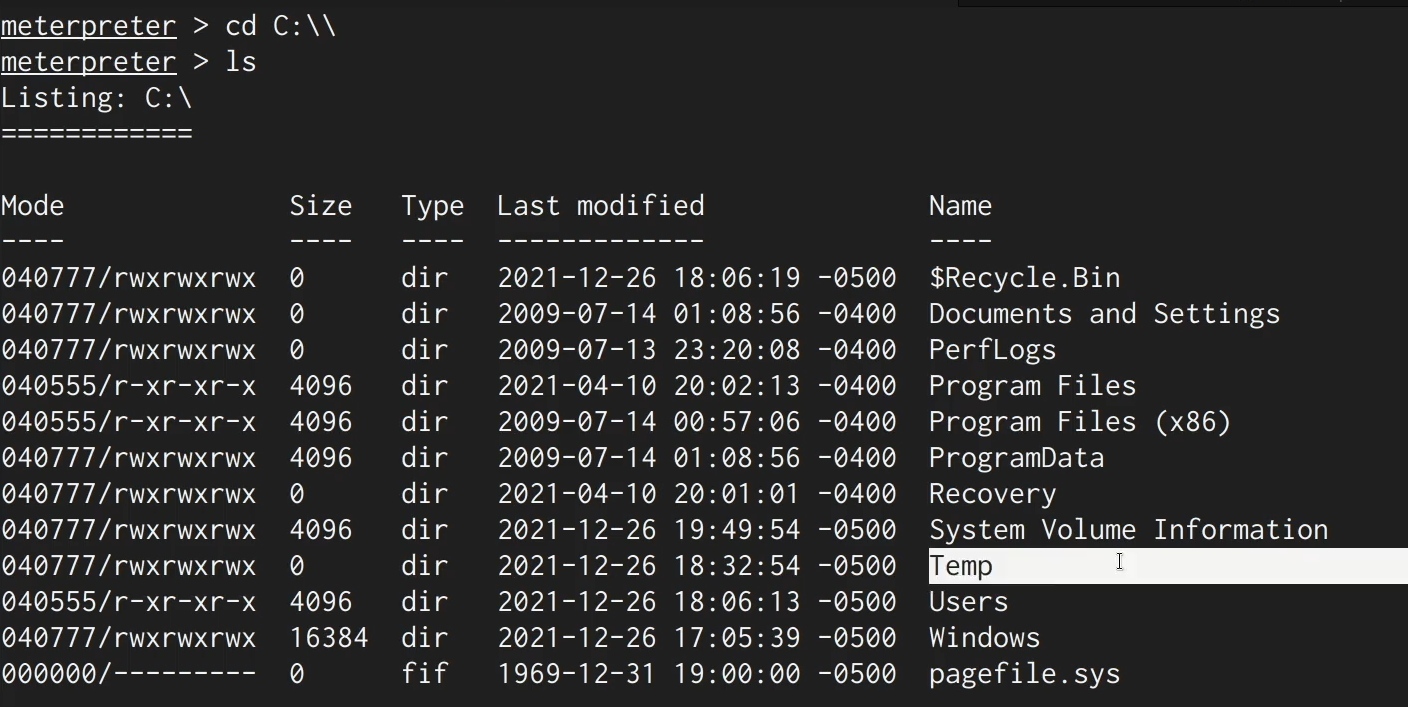 meterpreter > cd C:\\
meterpreter > ls
Listing: C:\
============
Mode Size Type Last modified Name
---- ---- ---- ------------- ----
040777/rwxrwxrwx 0 dir 2021-12-26 18:06:19 -0500 $Recycle.Bin
040777/rwxrwxrwx 0 dir 2009-07-14 01:08:56 -0400 Documents and Settings
040777/rwxrwxrwx 0 dir 2009-07-13 23:20:08 -0400 PerfLogs
040555/r-xr-xr-x 4096 dir 2021-04-10 20:02:13 -0400 Program Files
040555/r-xr-xr-x 4096 dir 2009-07-14 00:57:06 -0400 Program Files (x86)
040777/rwxrwxrwx 4096 dir 2009-07-14 01:08:56 -0400 ProgramData
040777/rwxrwxrwx 0 dir 2021-04-10 20:01:01 -0400 Recovery
040777/rwxrwxrwx 4096 dir 2021-12-26 19:49:54 -0500 System Volume Information
040777/rwxrwxrwx 0 dir 2021-12-26 18:32:54 -0500 Temp
040555/r-xr-xr-x 4096 dir 2021-12-26 18:06:13 -0500 Users
040777/rwxrwxrwx 16384 dir 2021-12-26 17:05:39 -0500 Windows
000000/--------- 0 fif 1969-12-31 19:00:00 -0500 pagefile.sys